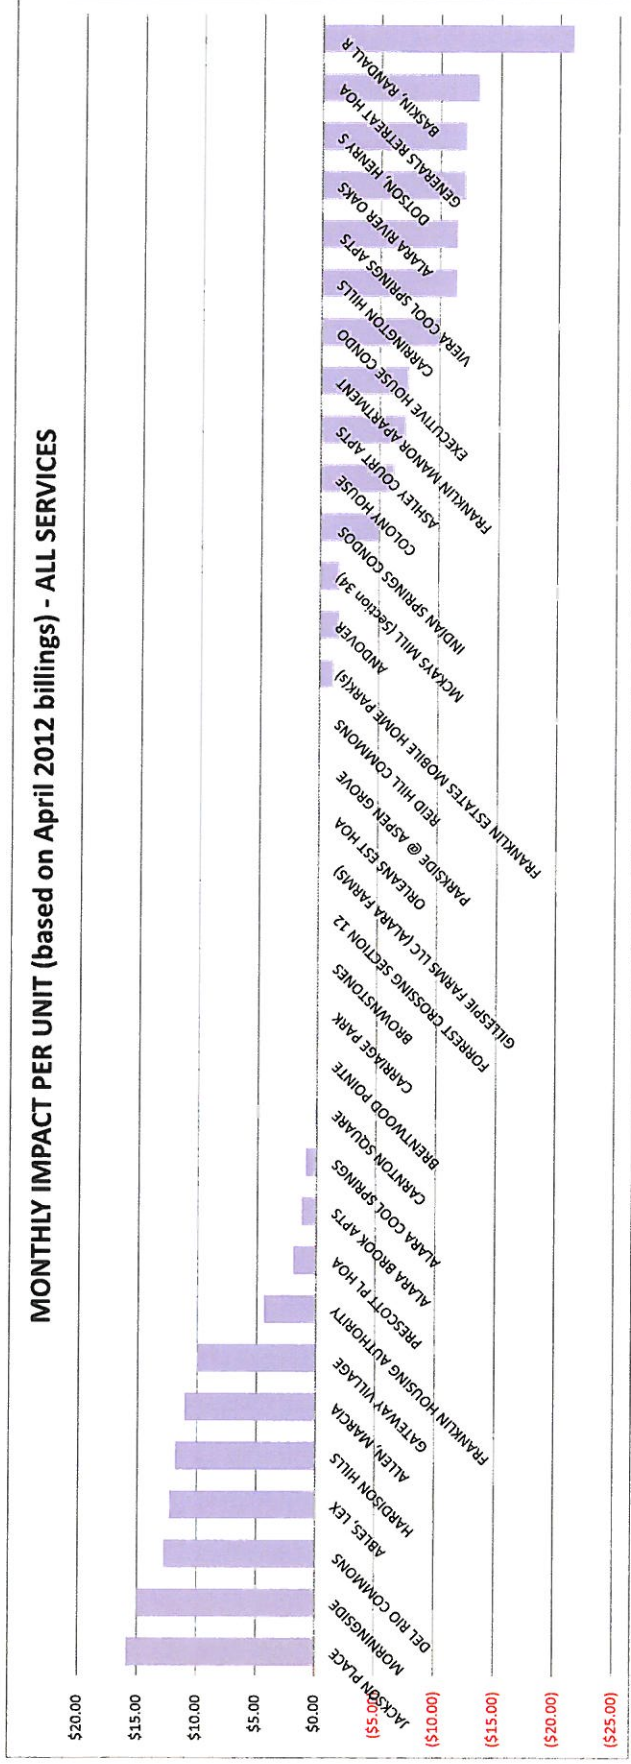 MONTHLY IMPACT PER UNIT (based on April 2012 billings) - ALL SERVICES
$20.00
$15.00
$10.00
$5.00
$0.00
($5.00)
($10.00)
($15.00)
($20.00)
($25.00)
JACKSON PLACE
MORNINGSIDE
DEL RIO COMMONS
ABLES, LEX
HARDISON HILLS
ALLEN, MARCIA
GATEWAY VILLAGE
FRANKLIN HOUSING AUTHORITY
PRESCOTT PL HOA
ALARA BROOK APTS
ALARA COOL SPRINGS
CARNTON SQUARE
BRENTWOOD POINTE
CARRIAGE PARK
BROWNSTONES
FORREST CROSSING SECTION 12
GILLESPIE FARMS LLC (ALARA FARMS)
ORLEANS EST HOA
PARKSIDE @ ASPEN GROVE
REID HILL COMMONS
FRANKLIN ESTATES MOBILE HOME PARK(s)
ANDOVER
MCKAYS MILL (Section 34)
INDIAN SPRINGS CONDOS
COLONY HOUSE
ASHLEY COURT APTS
FRANKLIN MANOR APARTMENT
EXECUTIVE HOUSE CONDO
CARRINGTON HILLS
VIERA COOL SPRINGS APTS
ALARA RIVER OAKS
DOTSON, HENRY S
GENERALS RETREAT HOA
BASKIN, RANDALL R